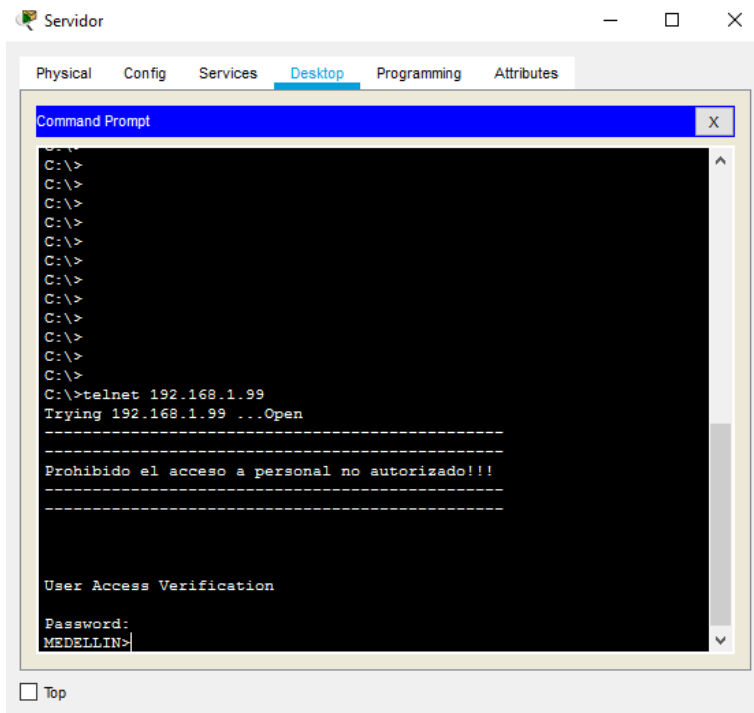 Servidor
Physical Config Services Desktop Programming Attributes
Command Prompt
X
C:\>
C:\>
C:\>
C:\>
C:\>
C:\>
C:\>
C:\>
C:\>
C:\>
C:\>
C:\>
C:\>telnet 192.168.1.99
Trying 192.168.1.99 ...Open
------------------------------------------------
------------------------------------------------
Prohibido el acceso a personal no autorizado!!!
------------------------------------------------
------------------------------------------------
User Access Verification
Password:
MEDELLIN>
Top